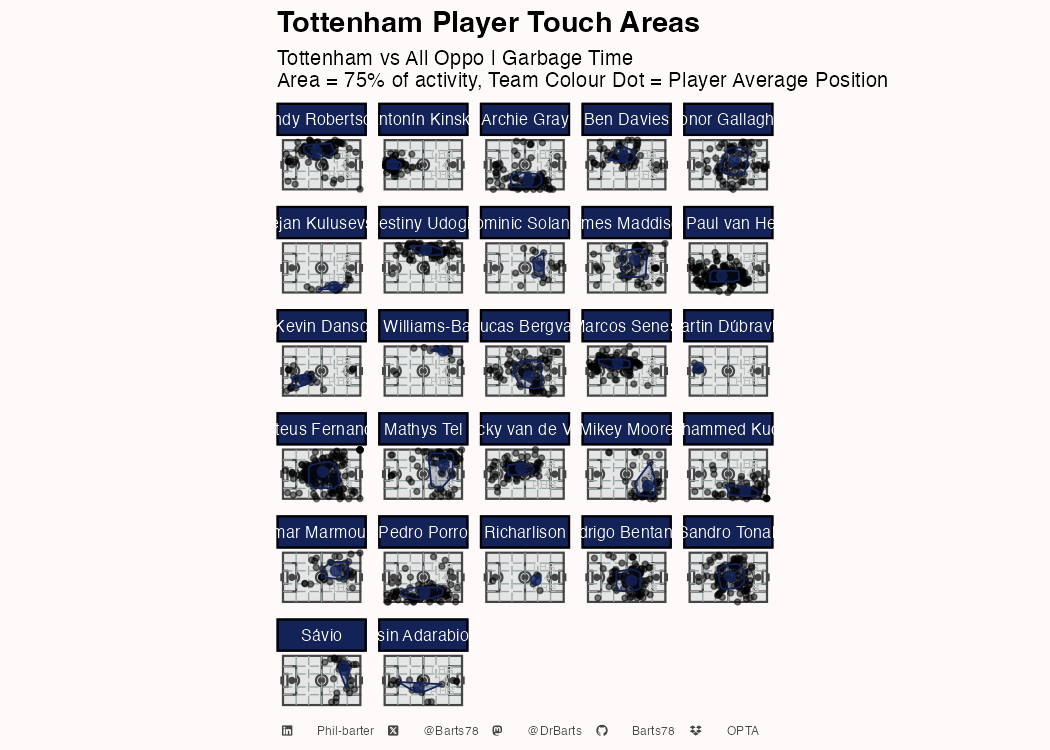 Tottenham Player Touch Areas
Tottenham vs All Oppo | Garbage Time
Area = 75% of activity, Team Colour Dot = Player Average Position
ndy Robertso ntonín Kinsk Archie Gray Ben Davies onor Gallagh
ejan Kulusevs estiny Udogi ominic Solan mes Maddis Paul van He
Kevin Danso Williams-Ba ucas Bergva Marcos Senes artin Dúbravk
teus Fernand Mathys Tel cky van de V Mikey Moore hammed Kud
mar Marmou Pedro Porro Richarlison drigo Bentan Sandro Tonal
Sávio sin Adarabio
Phil-barter @Barts78 @DrBarts Barts78 OPTA